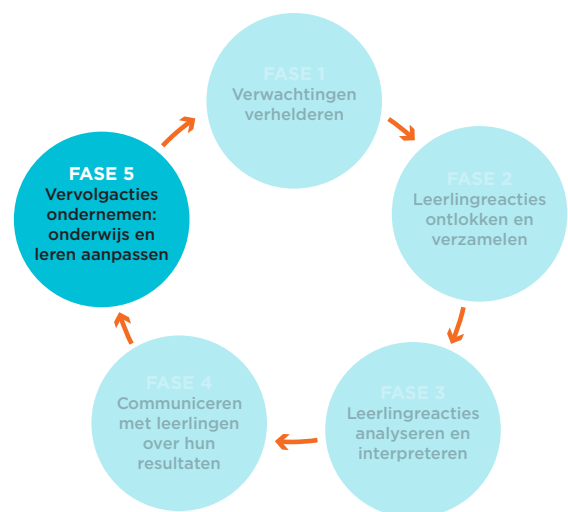 FASE 1
Verwachtingen
verhelderen
FASE 2
Leerlingreacties
ontlokken en
verzamelen
FASE 3
Leerlingreacties
analyseren en
interpreteren
FASE 4
Communiceren
met leerlingen
over hun
resultaten
FASE 5
Vervolgacties
ondernemen:
onderwijs en
leren aanpassen